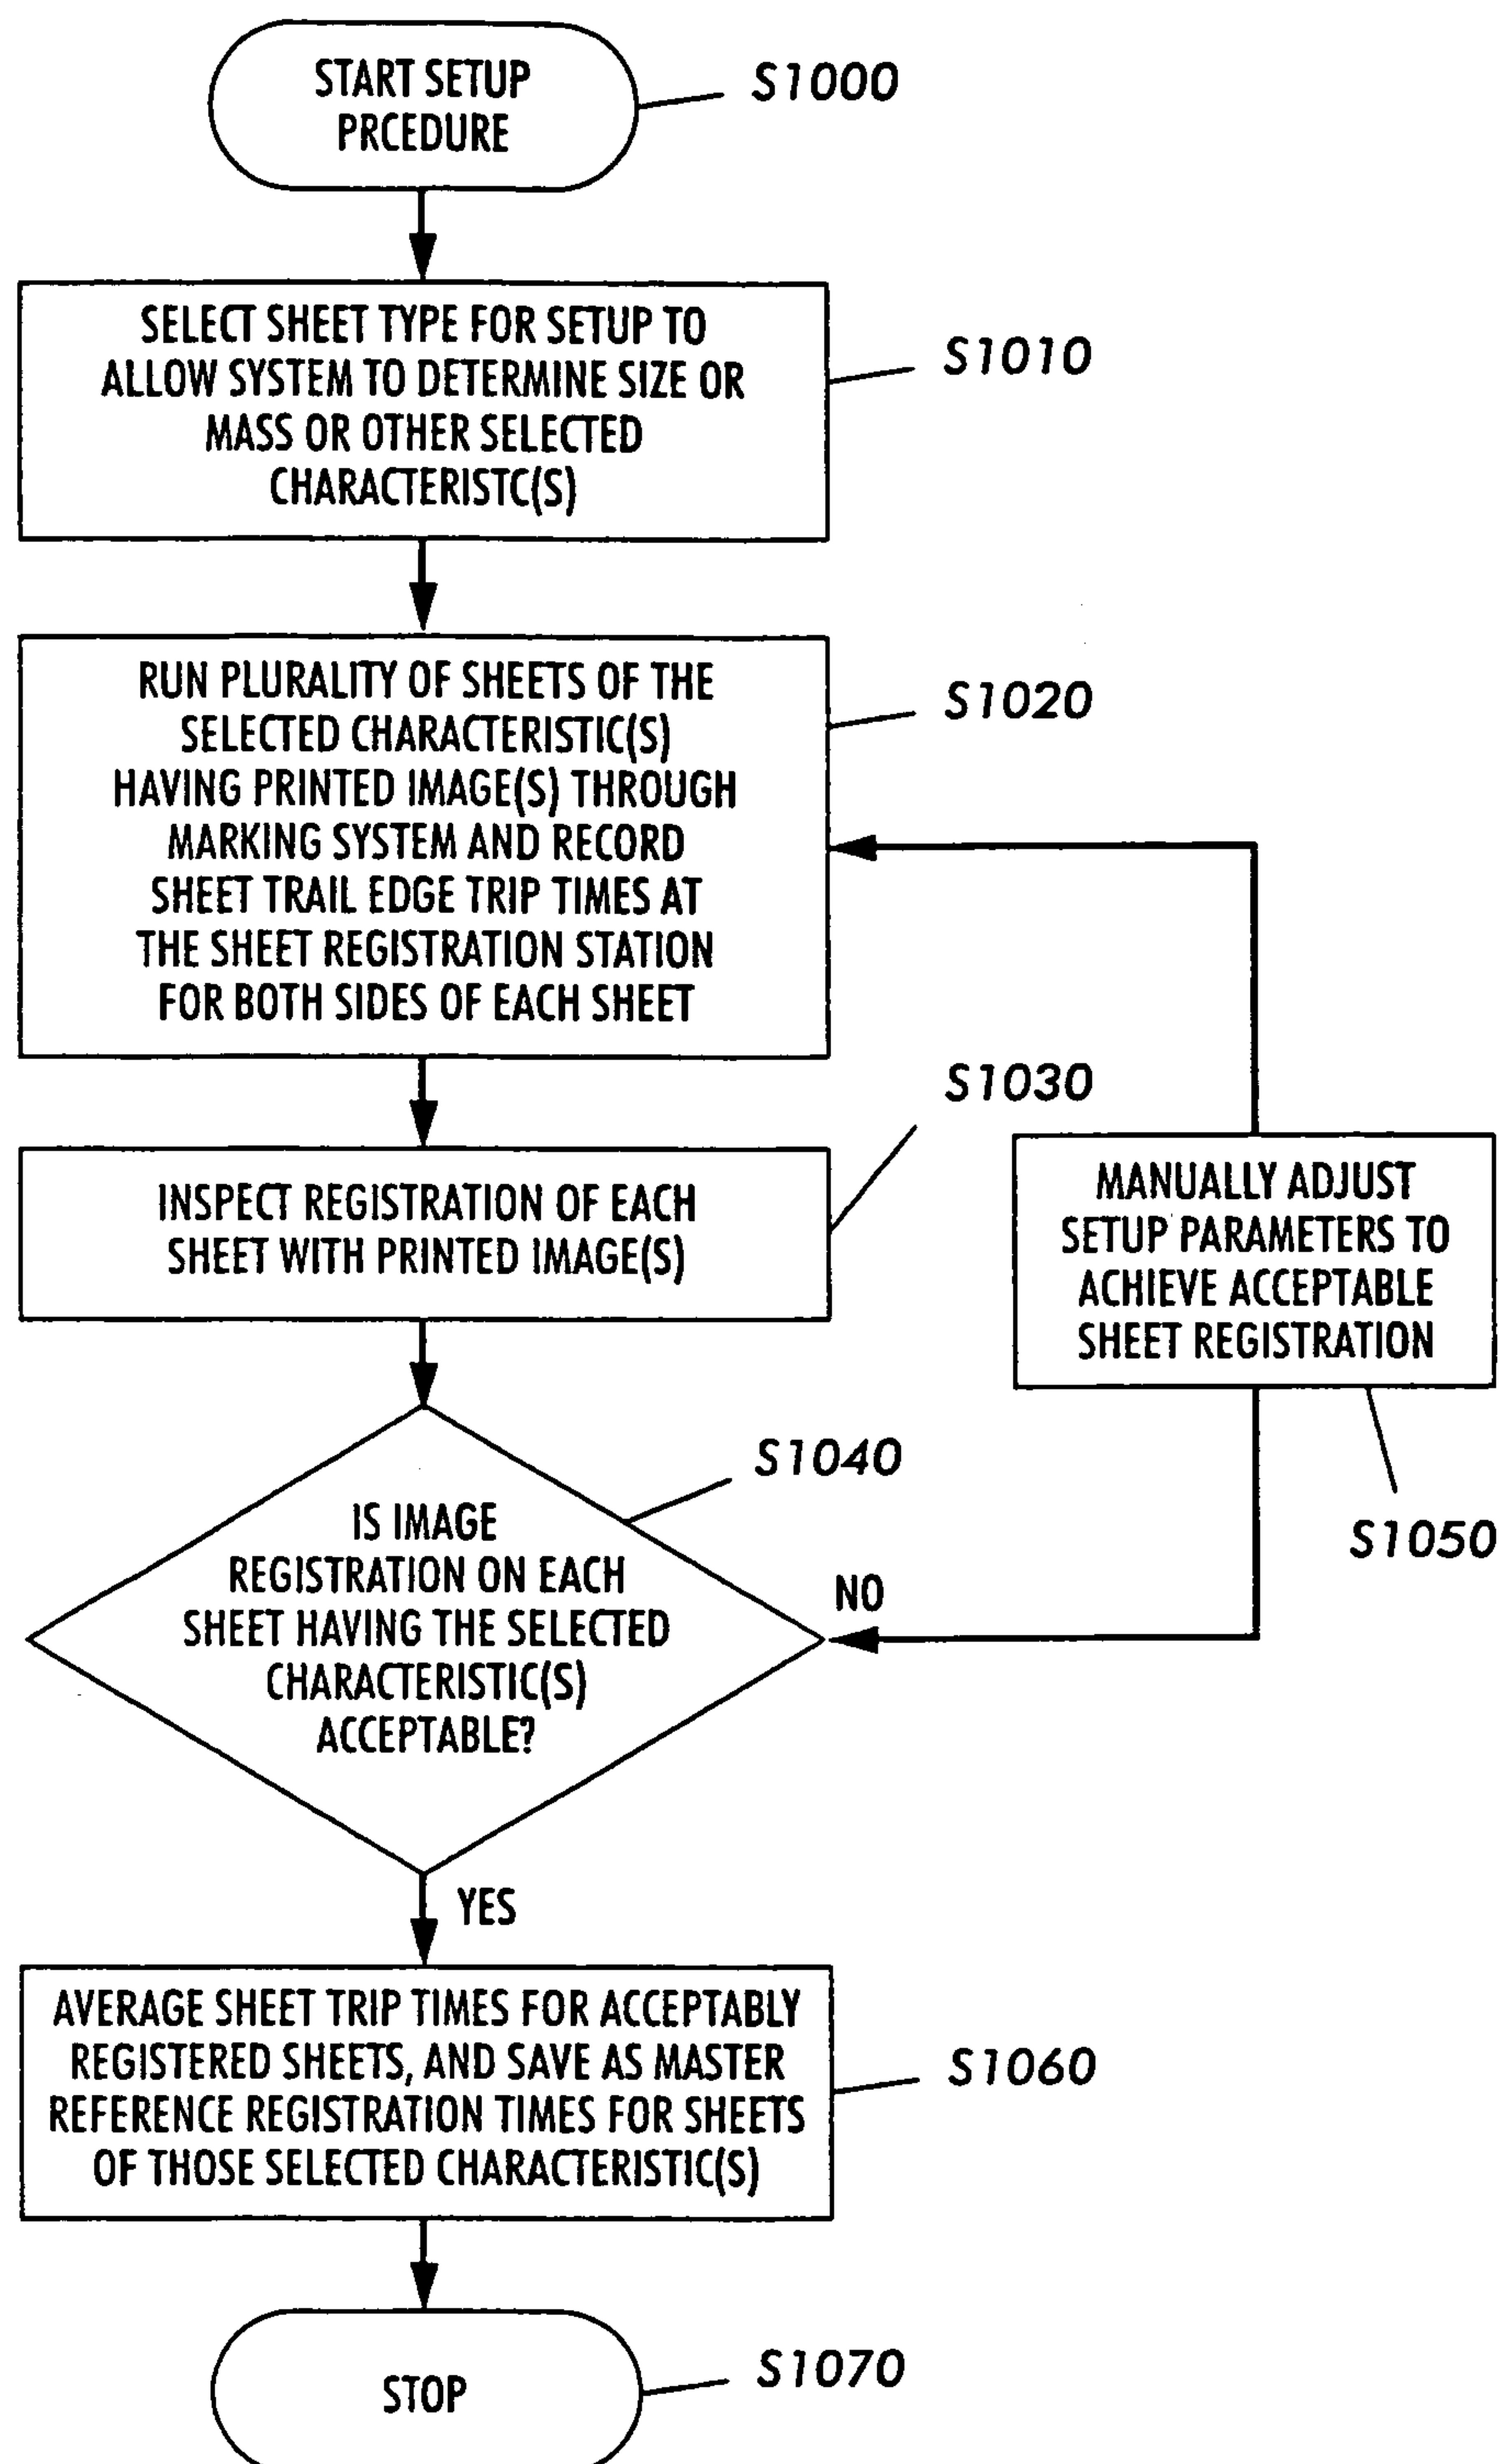 START SETUP
PRCEDURE
S1000
SELECT SHEET TYPE FOR SETUP TO
ALLOW SYSTEM TO DETERMINE SIZE OR
MASS OR OTHER SELECTED
CHARACTERISTC(S)
S1010
RUN PLURALITY OF SHEETS OF THE
SELECTED CHARACTERISTIC(S)
HAVING PRINTED IMAGE(S) THROUGH
MARKING SYSTEM AND RECORD
SHEET TRAIL EDGE TRIP TIMES AT
THE SHEET REGISTRATION STATION
FOR BOTH SIDES OF EACH SHEET
S1020
INSPECT REGISTRATION OF EACH
SHEET WITH PRINTED IMAGE(S)
S1030
MANUALLY ADJUST
SETUP PARAMETERS TO
ACHIEVE ACCEPTABLE
SHEET REGISTRATION
S1050
IS IMAGE
REGISTRATION ON EACH
SHEET HAVING THE SELECTED
CHARACTERISTIC(S)
ACCEPTABLE?
S1040
NO
YES
AVERAGE SHEET TRIP TIMES FOR ACCEPTABLY
REGISTERED SHEETS, AND SAVE AS MASTER
REFERENCE REGISTRATION TIMES FOR SHEETS
OF THOSE SELECTED CHARACTERISTIC(S)
S1060
STOP
S1070